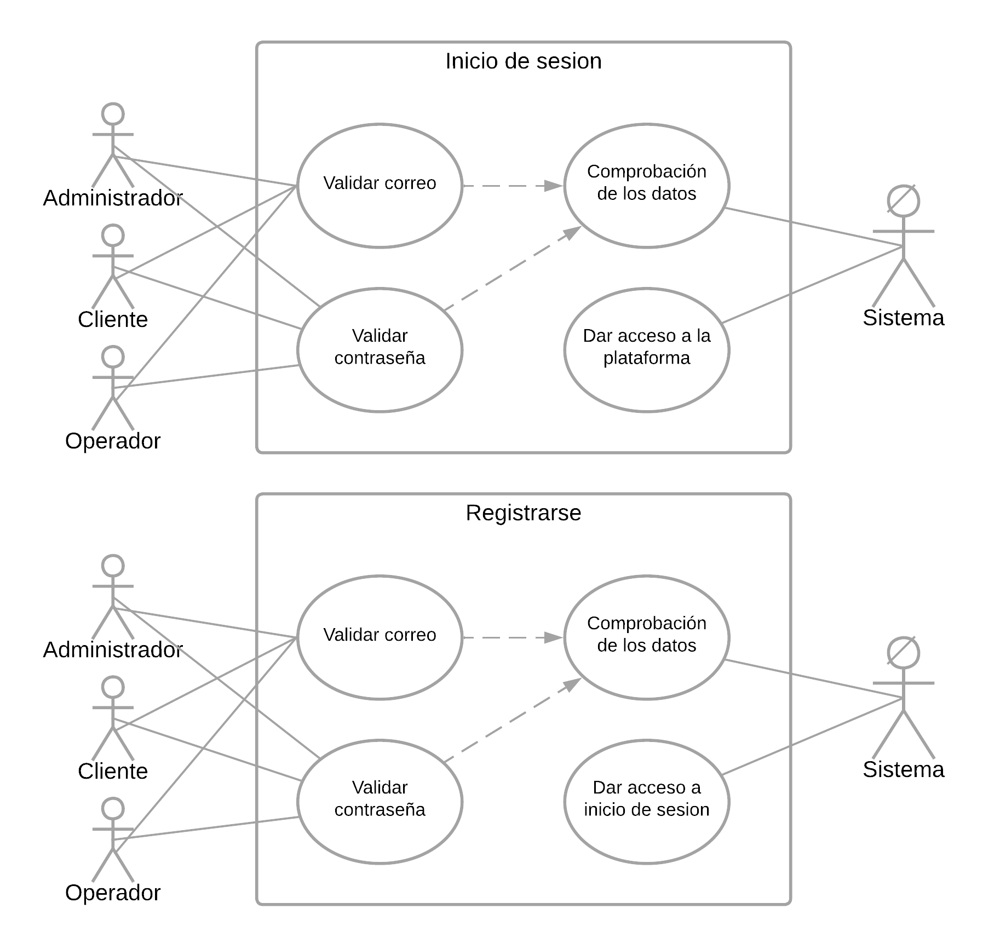 Inicio de sesion
Administrador
Cliente
Operador
Validar correo
Comprobación
de los datos
Validar
contraseña
Dar acceso a la
plataforma
Sistema
Registrarse
Administrador
Cliente
Operador
Validar correo
Comprobación
de los datos
Validar
contraseña
Dar acceso a
inicio de sesion
Sistema